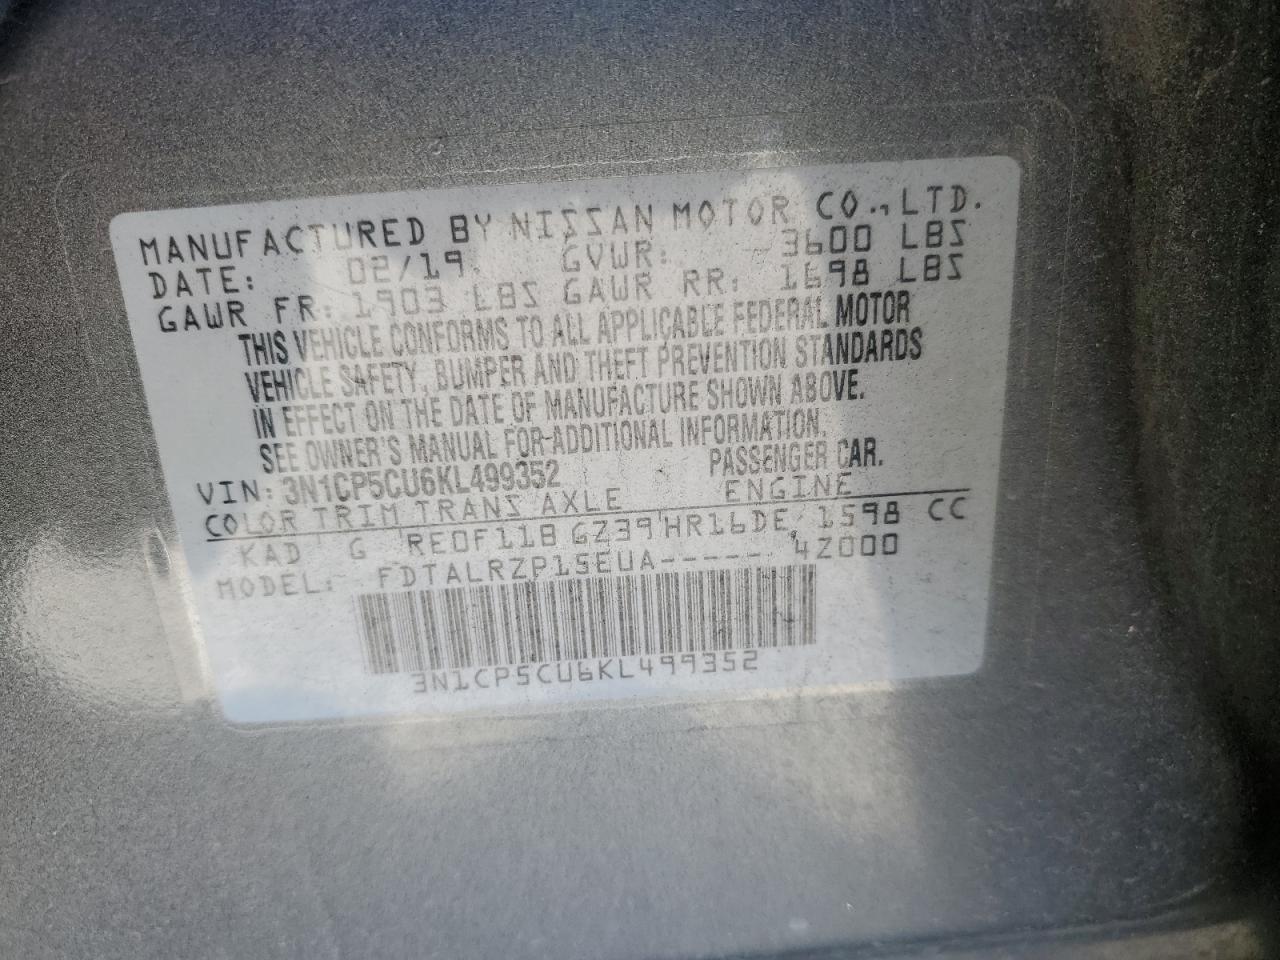 MANUFACTURED BY NISSAN MOTOR CO., LTD.
DATE: 02/19 GVWR: 3600 LBS
GAWR FR: 1903 LBS GAWR RR: 1698 LBS
THIS VEHICLE CONFORMS TO ALL APPLICABLE FEDERAL MOTOR
VEHICLE SAFETY, BUMPER AND THEFT PREVENTION STANDARDS
IN EFFECT ON THE DATE OF MANUFACTURE SHOWN ABOVE.
SEE OWNER'S MANUAL FOR ADDITIONAL INFORMATION.
VIN: 3N1CP5CU6KL499352 PASSENGER CAR.
COLOR TRIM TRANS AXLE ENGINE
KAD G RE0F11B GZ39 HR16DE 1598 CC
MODEL: FDTALRZP15EUA----- 4Z000
3N1CP5CU6KL499352